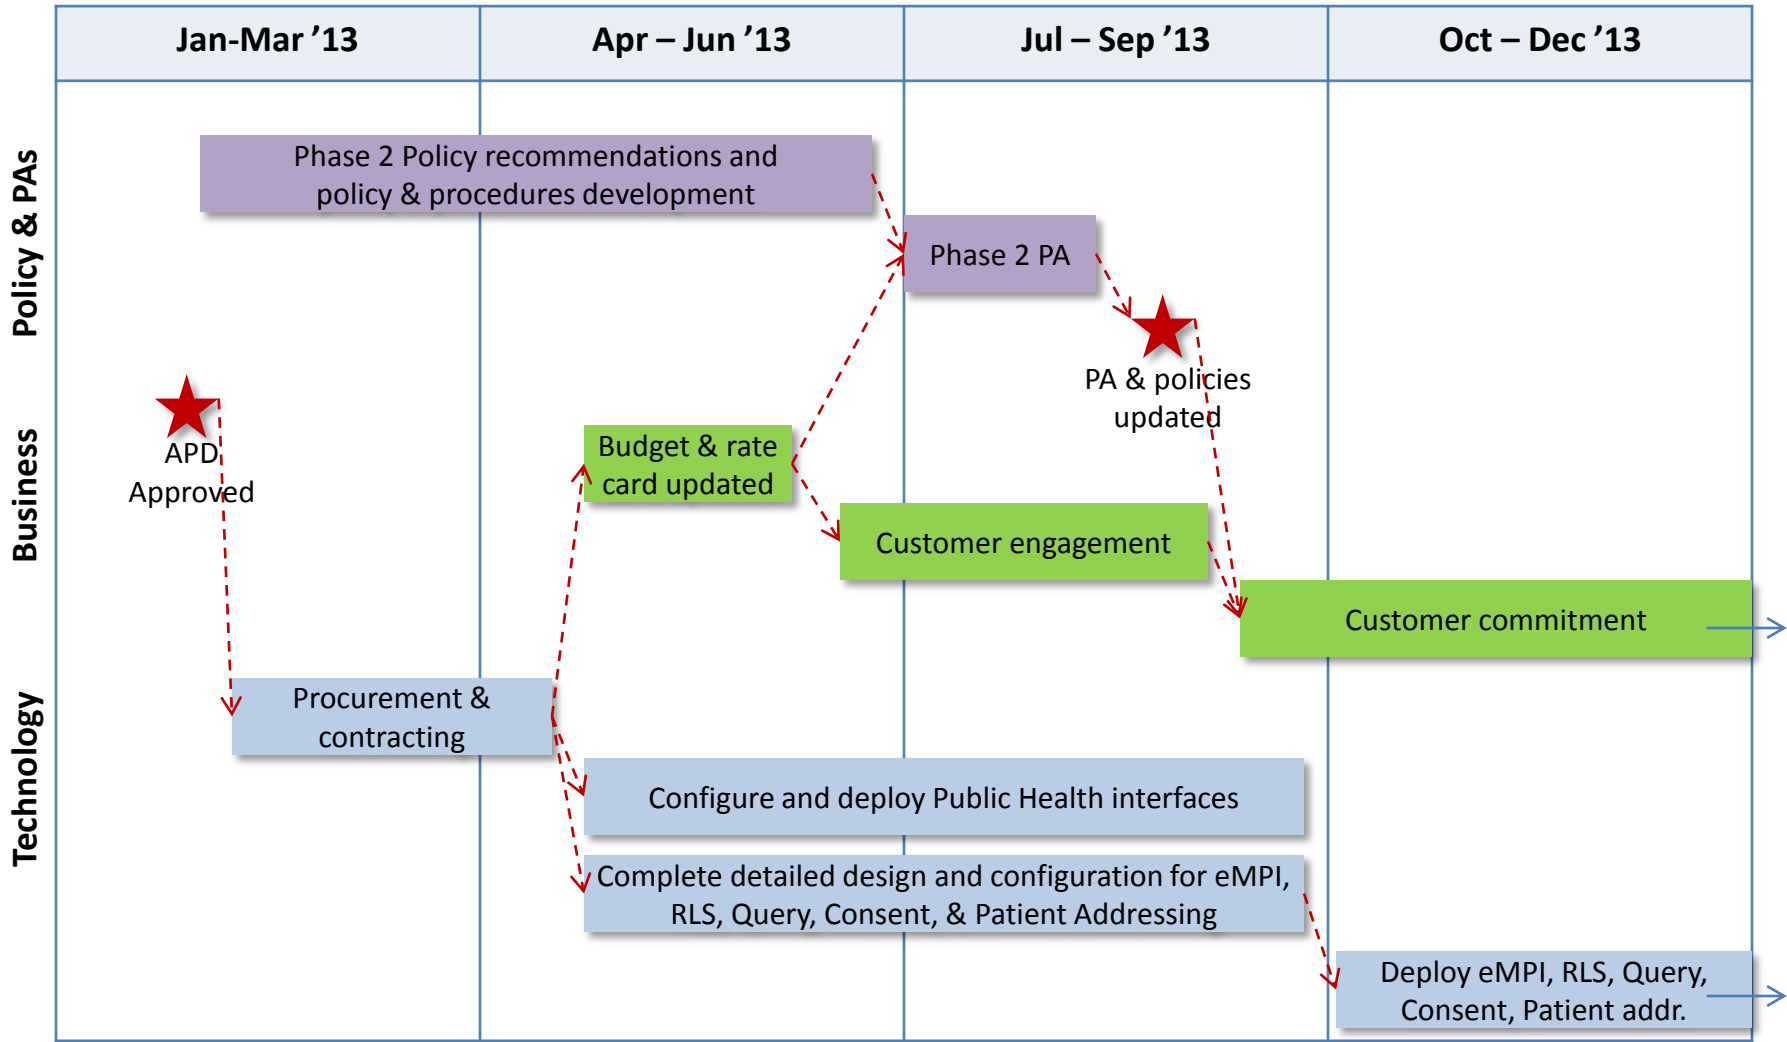 Jan-Mar ’13
Apr – Jun ’13
Jul – Sep ’13
Oct – Dec ’13
Policy & PAs
Phase 2 Policy recommendations and
policy & procedures development
Phase 2 PA
PA & policies
updated
Business
APD
Approved
Budget & rate
card updated
Customer engagement
Customer commitment
Technology
Procurement &
contracting
Configure and deploy Public Health interfaces
Complete detailed design and configuration for eMPI,
RLS, Query, Consent, & Patient Addressing
Deploy eMPI, RLS, Query,
Consent, Patient addr.